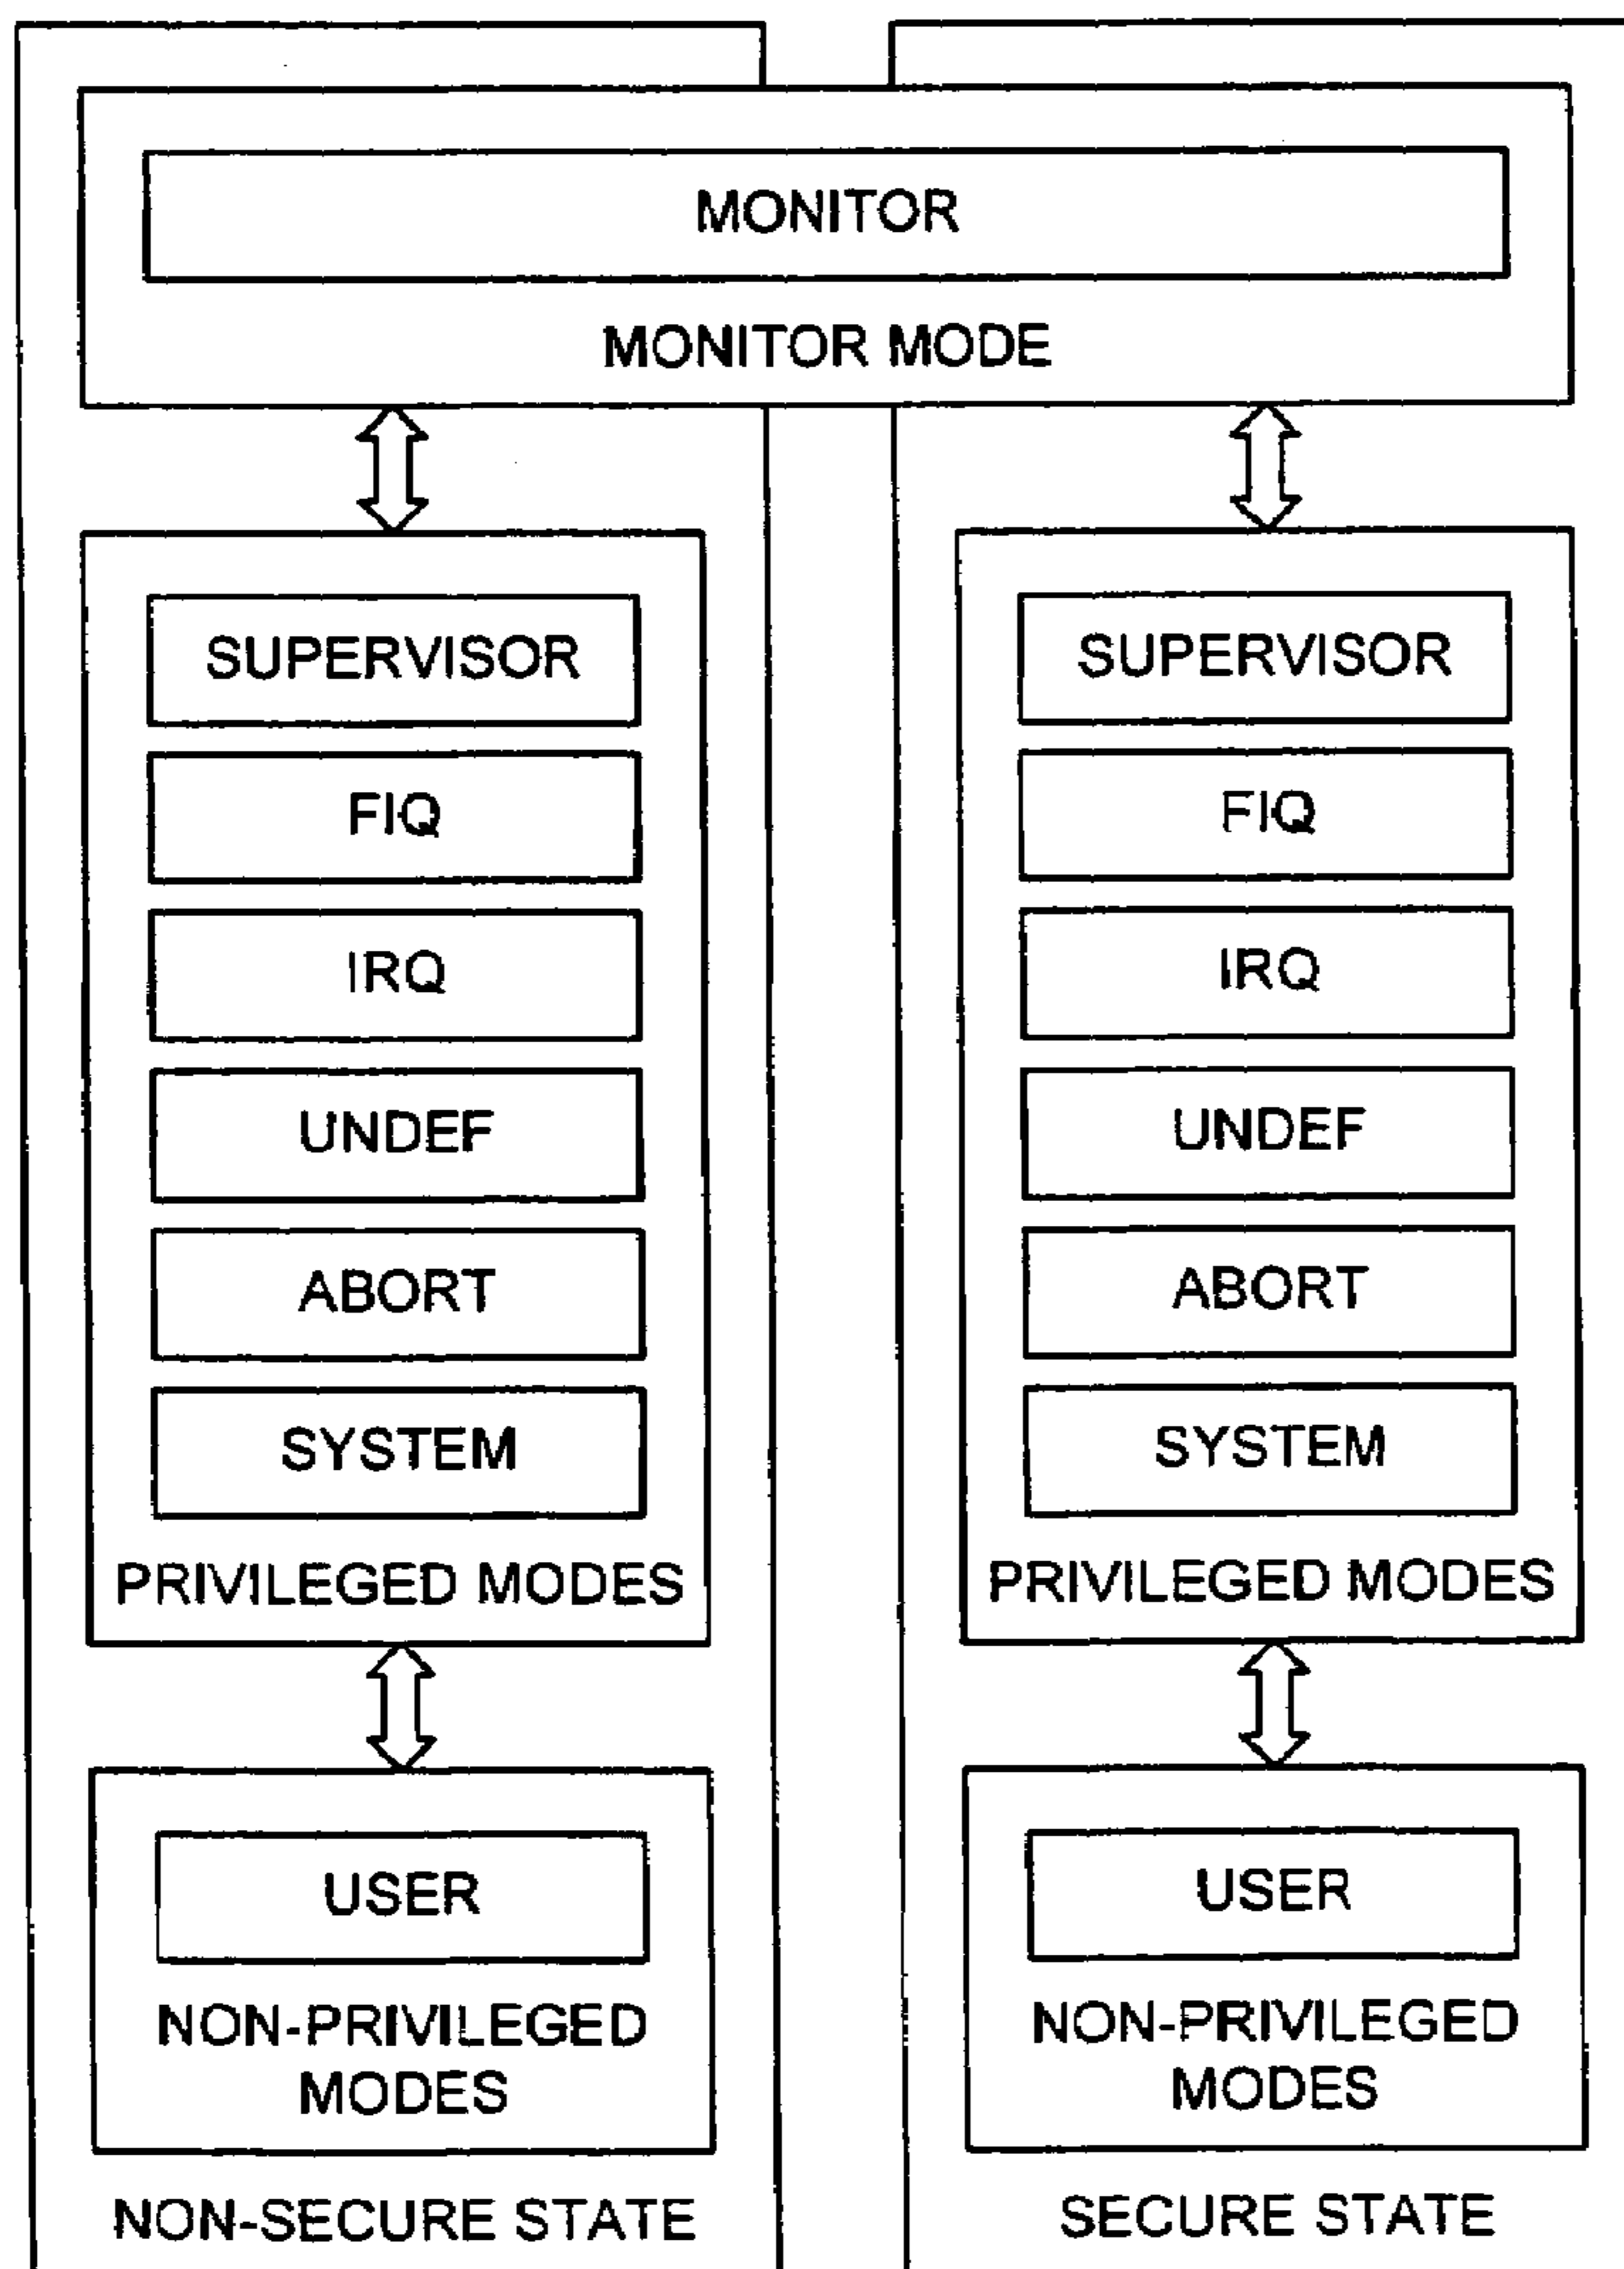 MONITOR
MONITOR MODE
SUPERVISOR
FIQ
IRQ
UNDEF
ABORT
SYSTEM
PRIVILEGED MODES
USER
NON-PRIVILEGED
MODES
NON-SECURE STATE
SUPERVISOR
FIQ
IRQ
UNDEF
ABORT
SYSTEM
PRIVILEGED MODES
USER
NON-PRIVILEGED
MODES
SECURE STATE